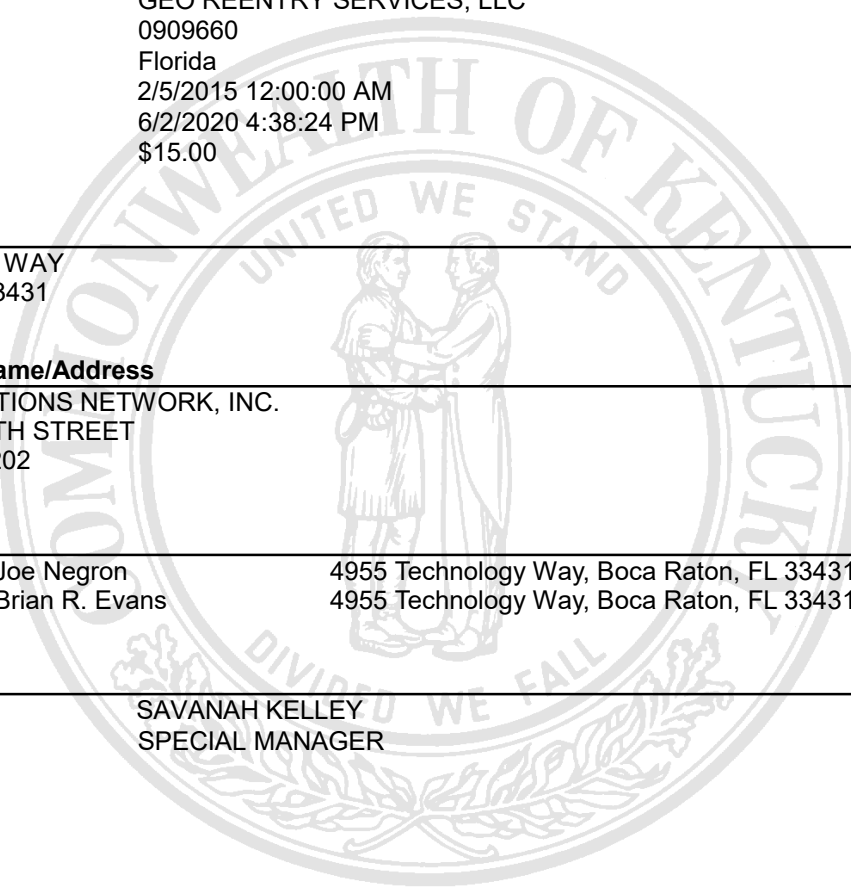 GEO REENTRY SERVICES, LLC
0909660
Florida
2/5/2015 12:00:00 AM
6/2/2020 4:38:24 PM
$15.00
WAY
3431
ame/Address
TIONS NETWORK, INC.
TH STREET
202
Joe Negron 4955 Technology Way, Boca Raton, FL 33431
Brian R. Evans 4955 Technology Way, Boca Raton, FL 33431
SAVANAH KELLEY
SPECIAL MANAGER
COMMONWEALTH OF KENTUCKY
UNITED WE STAND
DIVIDED WE FALL